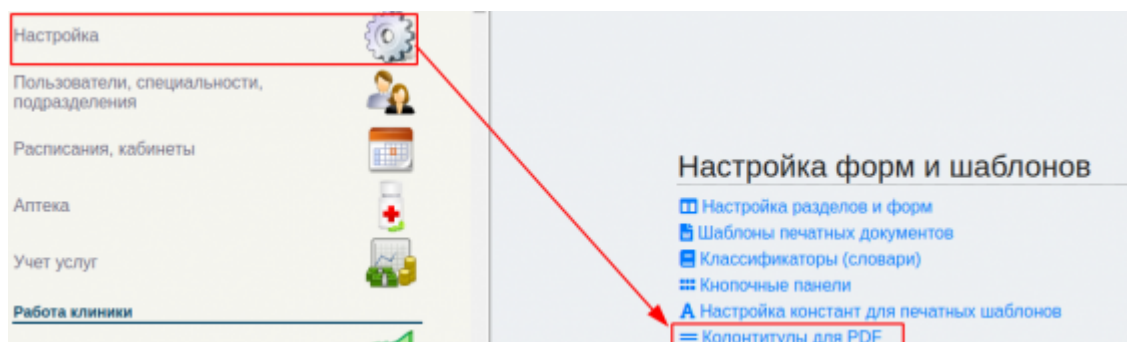 Настройка
Пользователи, специальности,
подразделения
Расписания, кабинеты
Аптека
Учет услуг
Работа клиники
Настройка форм и шаблонов
Настройка разделов и форм
Шаблоны печатных документов
Классификаторы (словари)
Кнопочные панели
Настройка констант для печатных шаблонов
Колонтитулы для PDF